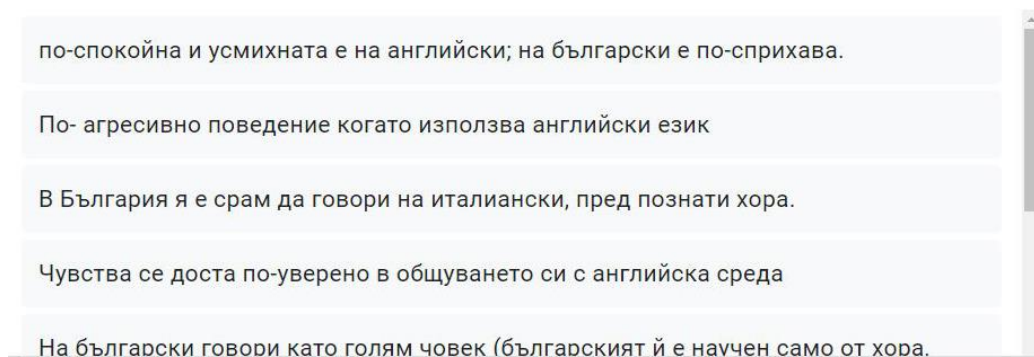 по-спокойна и усмихната е на английски; на български е по-сприхава.
По- агресивно поведение когато използва английски език
В България я е срам да говори на италиански, пред познати хора.
Чувства се доста по-уверено в общуването си с английска среда
На български говори като голям човек (българският й е научен само от хора,